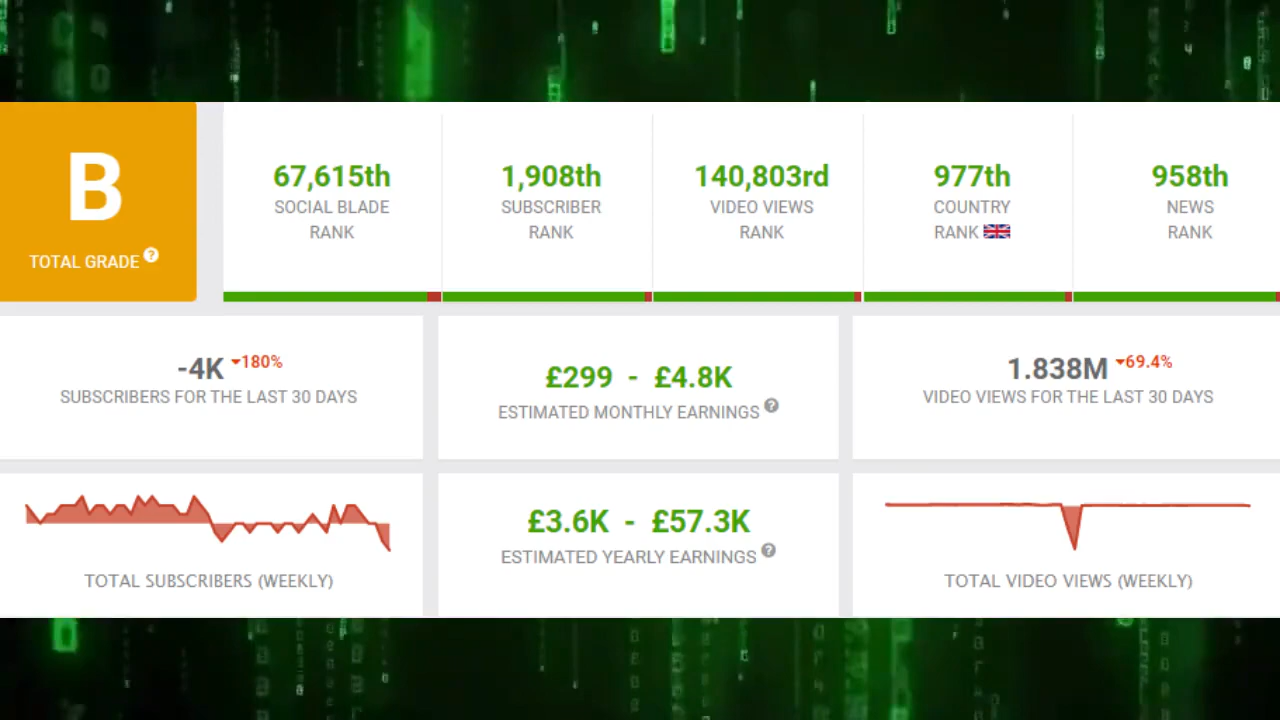 B
TOTAL GRADE ?
67,615th
SOCIAL BLADE
RANK
1,908th
SUBSCRIBER
RANK
140,803rd
VIDEO VIEWS
RANK
977th
COUNTRY
RANK
958th
NEWS
RANK
-4K 180%
SUBSCRIBERS FOR THE LAST 30 DAYS
£299 - £4.8K
ESTIMATED MONTHLY EARNINGS ?
1.838M 69.4%
VIDEO VIEWS FOR THE LAST 30 DAYS
TOTAL SUBSCRIBERS (WEEKLY)
£3.6K - £57.3K
ESTIMATED YEARLY EARNINGS ?
TOTAL VIDEO VIEWS (WEEKLY)